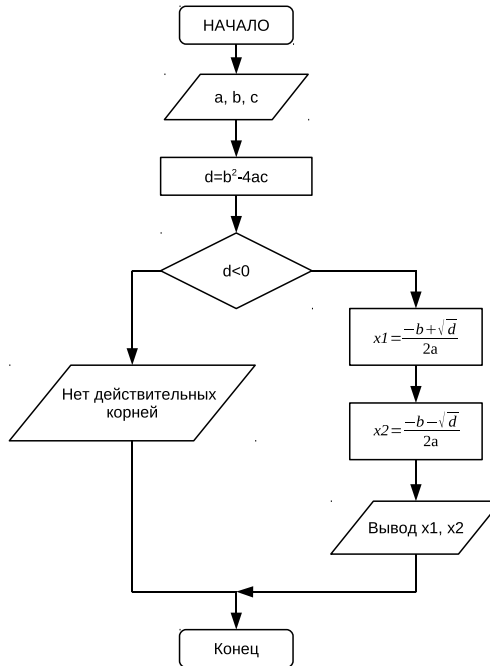 НАЧАЛО
a, b, c
d=b²-4ac
d<0
x1=(-b+√d)/2a
Нет действительных
корней
x2=(-b-√d)/2a
Вывод x1, x2
Конец